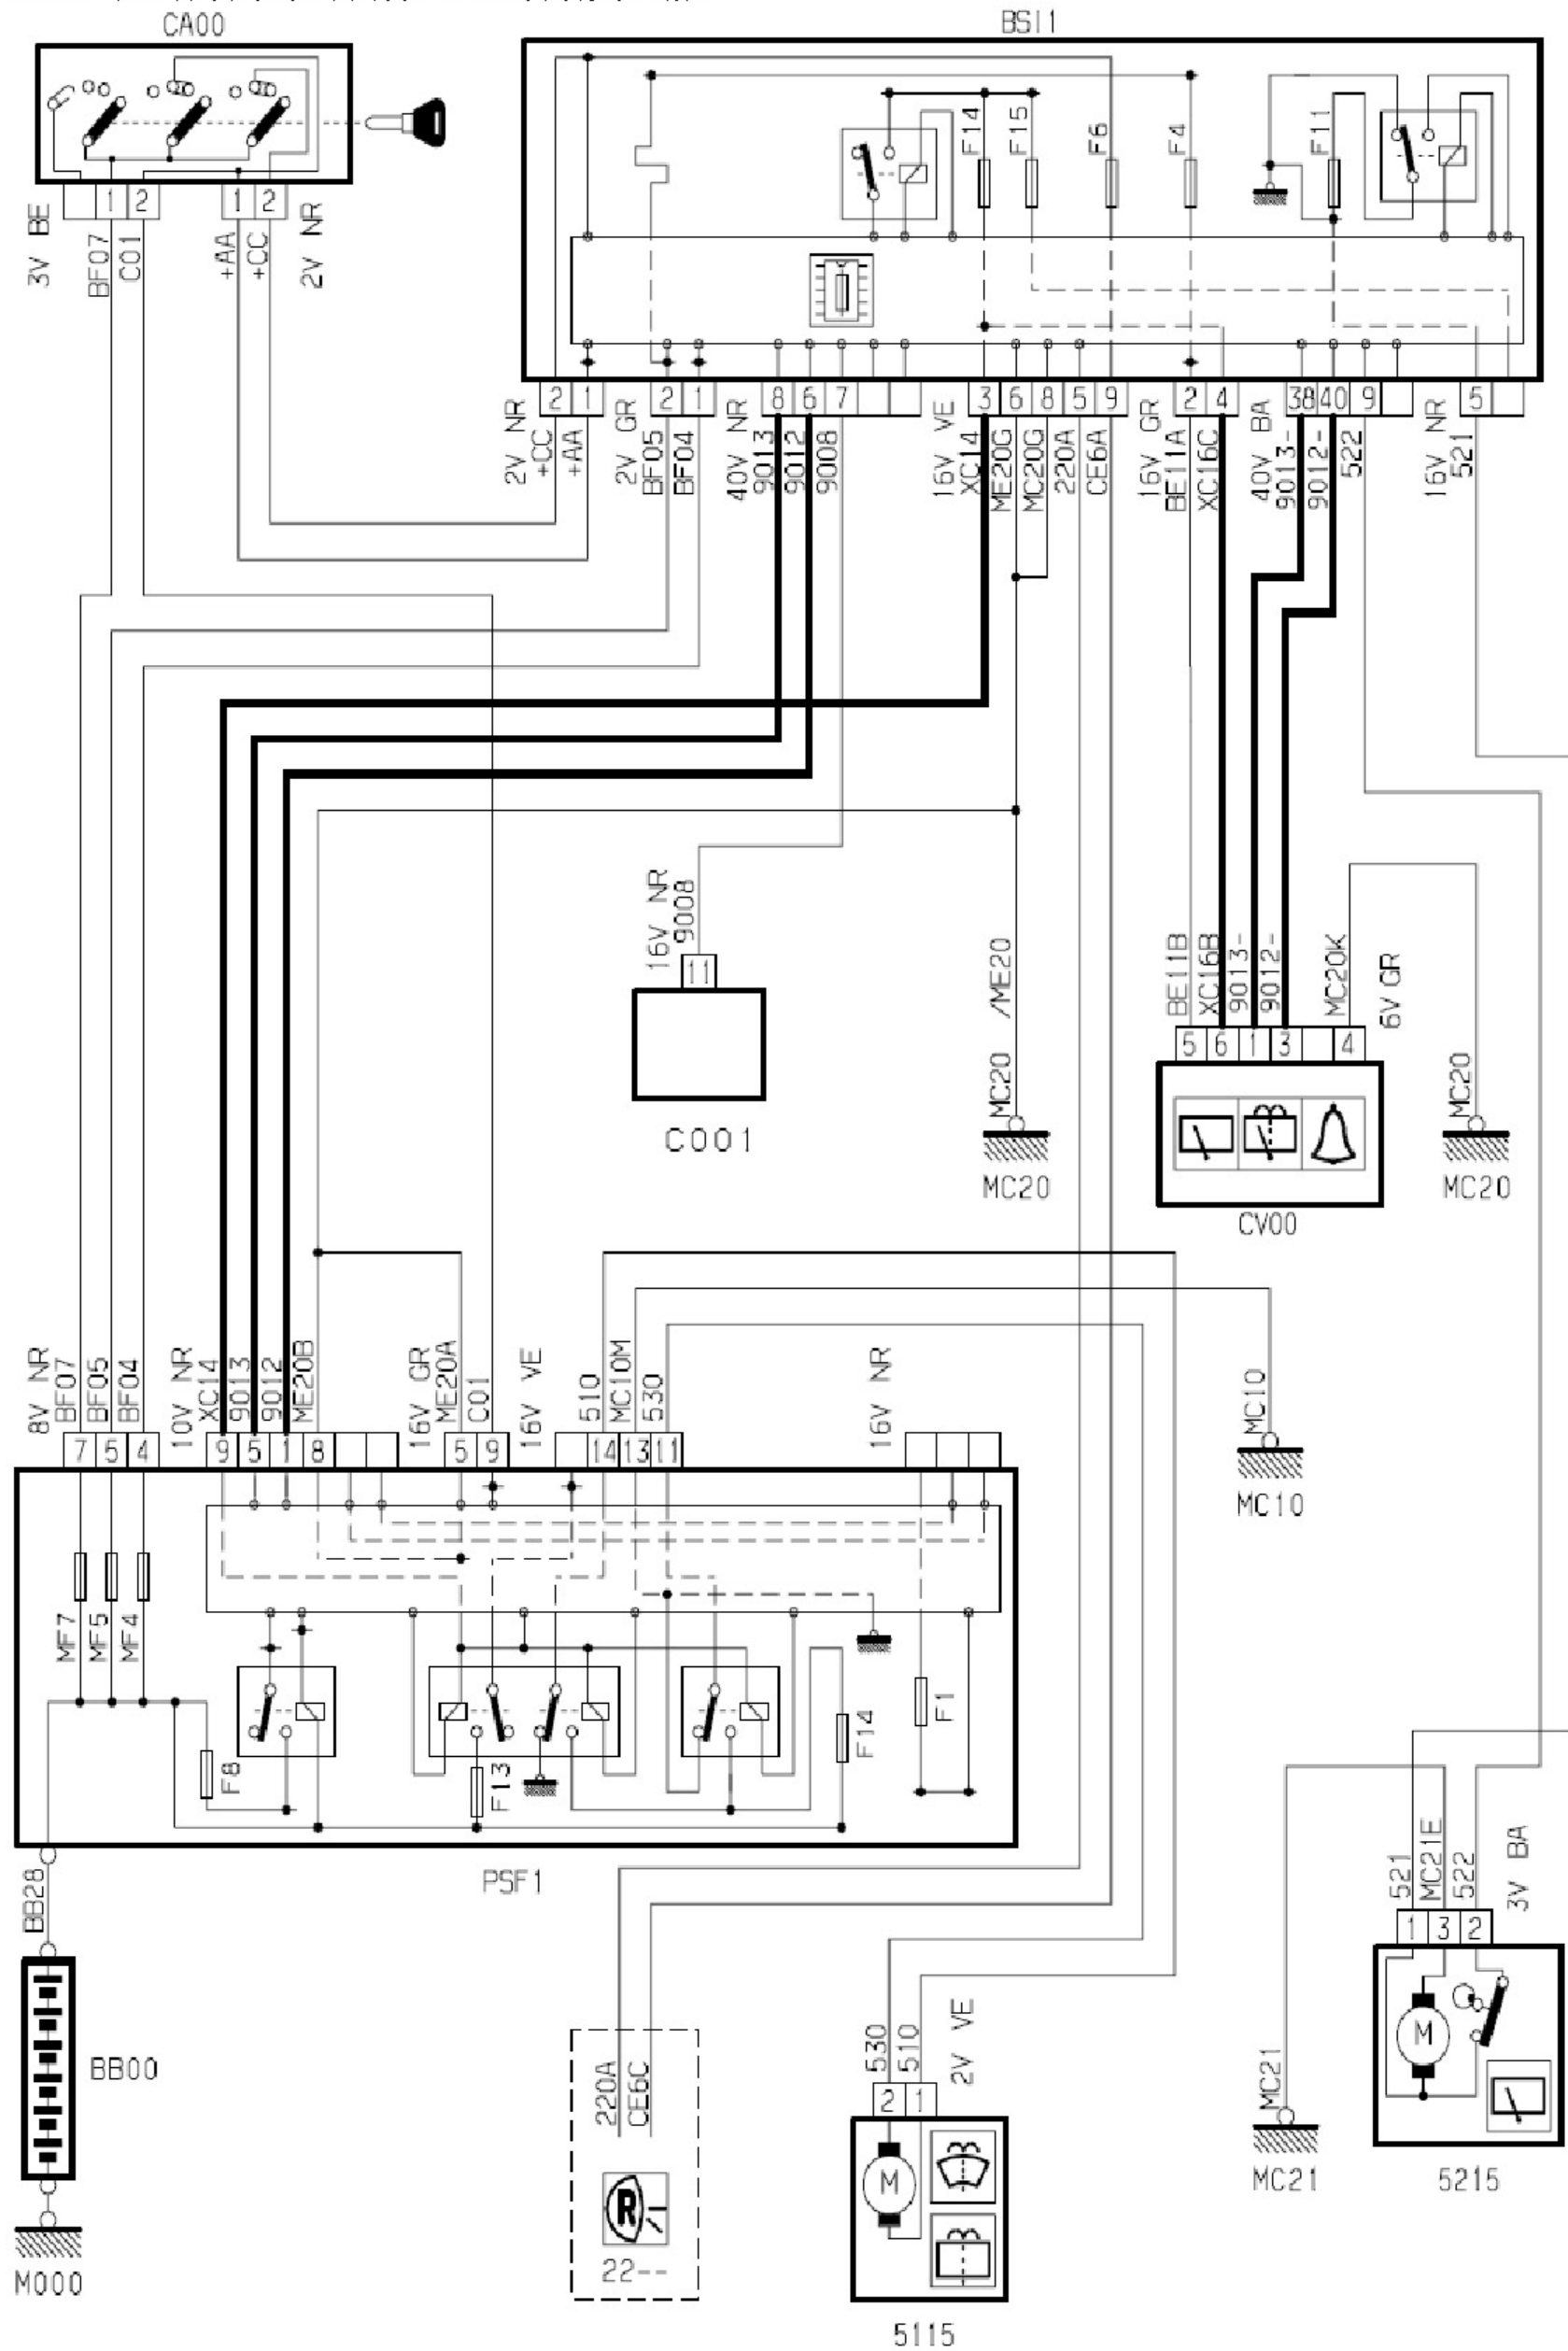 CA00
BSI1
F14
F15
F6
F4
F11
1 2
1 2
3V BE
BF07
C01
+AA
+CC
2V NR
2 1
2 1
8 6 7
3 6 8 5 9
2 4
38 40 9
5
2V NR
+CC
+AA
2V GR
BF05
BF04
40V NR
9013
9012
9008
16V VE
XC14
ME20G
MC20G
220A
CE6A
16V GR
BE11A
XC16C
40V BA
9013-
9012-
522
16V NR
521
16V NR
9008
11
C001
/ME20
MC20
MC20
BE11B
XC16B
9013-
9012-
MC20K
6V GR
5 6 1 3 4
CV00
MC20
MC20
8V NR
BF07
BF05
BF04
10V NR
XC14
9013
9012
ME20B
16V GR
ME20A
C01
16V VE
510
MC10M
530
16V NR
7 5 4
9 5 1 8
5 9
14 13 11
MC10
MC10
MF7
MF5
MF4
F8
F13
F14
F1
PSF1
BB28
BB00
M000
220A
CE6C
R
22--
530
510
2V VE
2 1
M
5115
MC21
MC21
521
MC21E
522
3V BA
1 3 2
M
5215